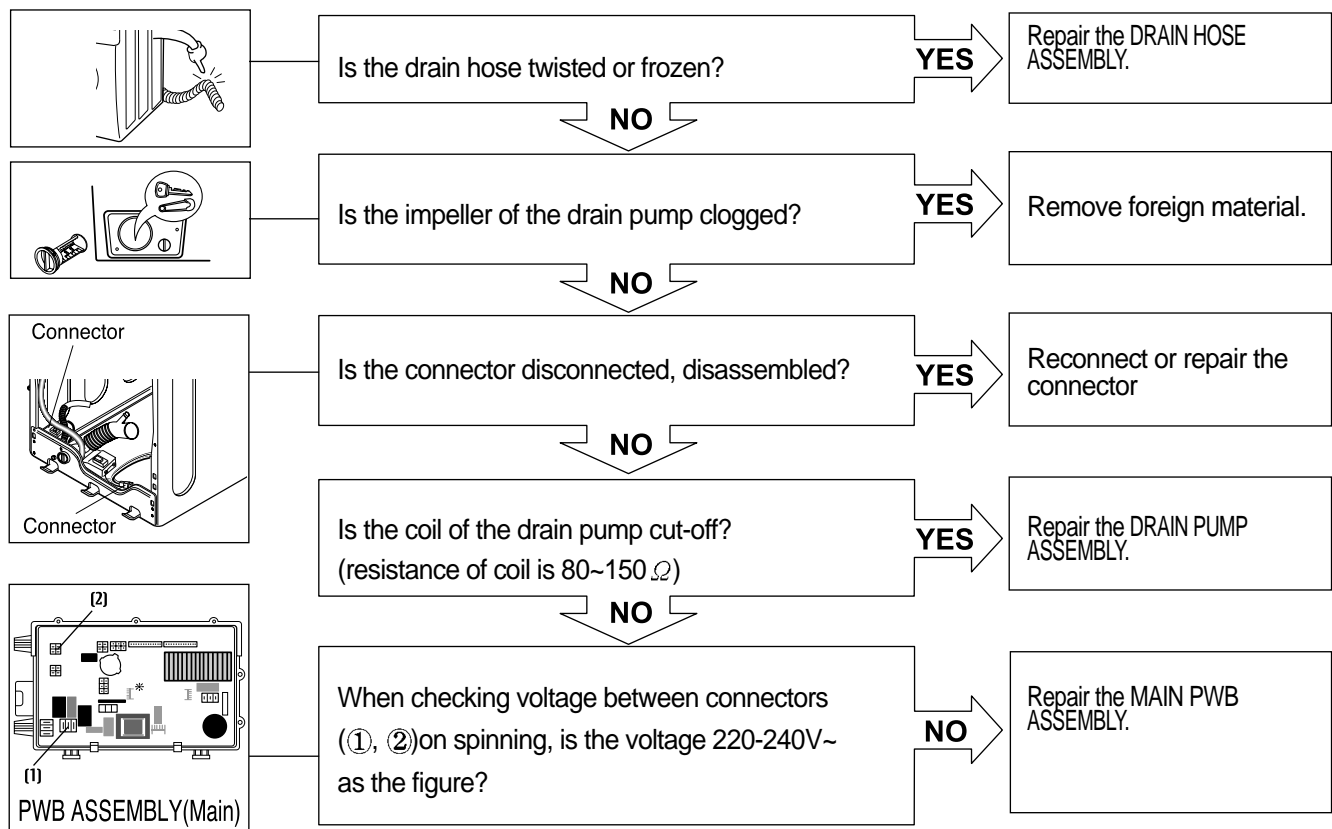 Is the drain hose twisted or frozen?
YES
Repair the DRAIN HOSE
ASSEMBLY.
NO
Is the impeller of the drain pump clogged?
YES
Remove foreign material.
NO
Connector
Connector
Is the connector disconnected, disassembled?
YES
Reconnect or repair the
connector
NO
Is the coil of the drain pump cut-off?
(resistance of coil is 80~150 Ω)
YES
Repair the DRAIN PUMP
ASSEMBLY.
NO
(2)
(1)
PWB ASSEMBLY(Main)
When checking voltage between connectors
(①, ②)on spinning, is the voltage 220-240V~
as the figure?
NO
Repair the MAIN PWB
ASSEMBLY.